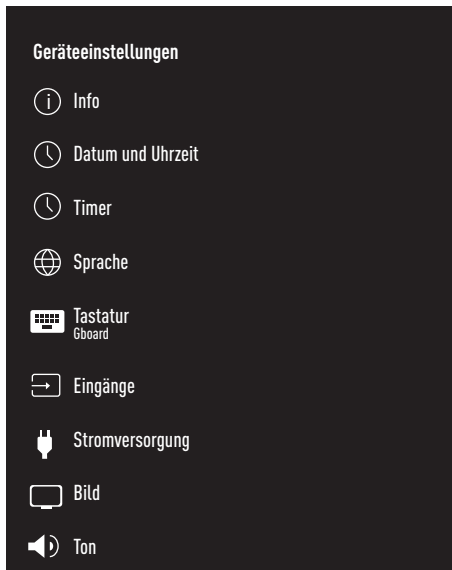 Geräteeinstellungen
Info
Datum und Uhrzeit
Timer
Sprache
Tastatur
Gboard
Eingänge
Stromversorgung
Bild
Ton